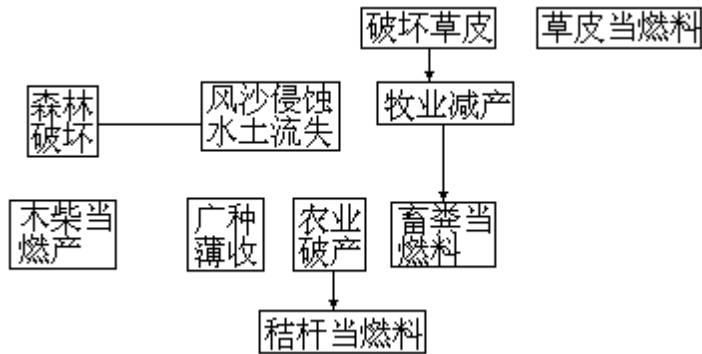 破坏草皮
草皮当燃料
森林
破坏
风沙侵蚀
水土流失
牧业减产
木柴当
燃产
广种
薄收
农业
破产
畜粪当
燃料
秸杆当燃料